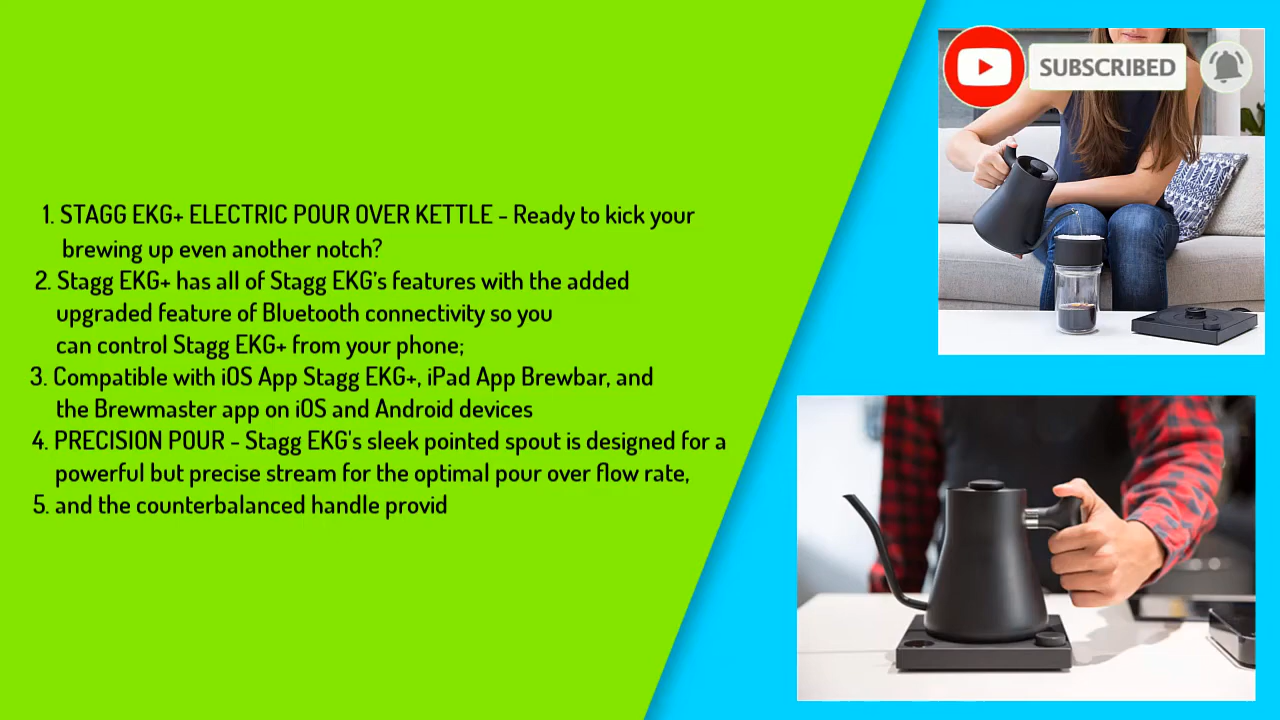 SUBSCRIBED
1. STAGG EKG+ ELECTRIC POUR OVER KETTLE - Ready to kick your
brewing up even another notch?
2. Stagg EKG+ has all of Stagg EKG's features with the added
upgraded feature of Bluetooth connectivity so you
can control Stagg EKG+ from your phone;
3. Compatible with iOS App Stagg EKG+, iPad App Brewbar, and
the Brewmaster app on iOS and Android devices
4. PRECISION POUR - Stagg EKG's sleek pointed spout is designed for a
powerful but precise stream for the optimal pour over flow rate,
5. and the counterbalanced handle provid